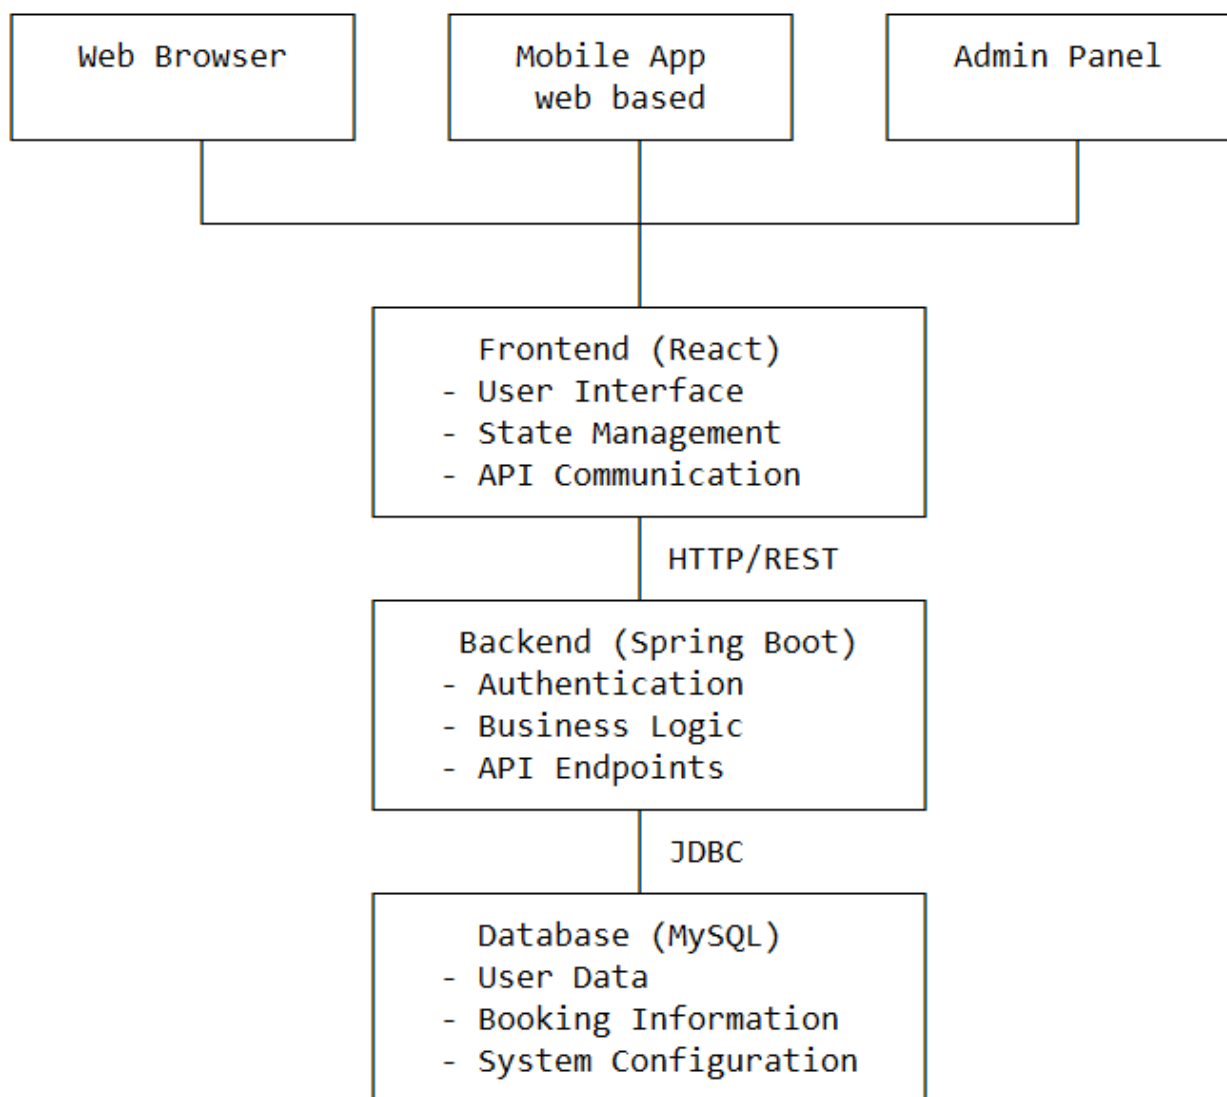 Web Browser
Mobile App
web based
Admin Panel
Frontend (React)
- User Interface
- State Management
- API Communication
HTTP/REST
Backend (Spring Boot)
- Authentication
- Business Logic
- API Endpoints
JDBC
Database (MySQL)
- User Data
- Booking Information
- System Configuration